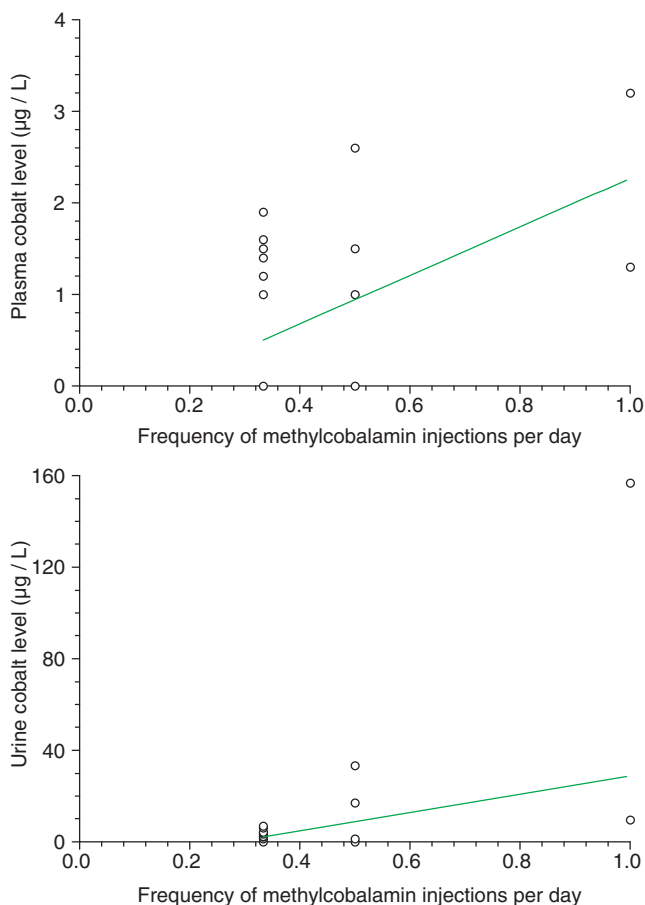 4
3
2
1
0
Plasma cobalt level (µg / L)
0.0 0.2 0.4 0.6 0.8 1.0
Frequency of methylcobalamin injections per day
160
120
80
40
0
Urine cobalt level (µg / L)
0.0 0.2 0.4 0.6 0.8 1.0
Frequency of methylcobalamin injections per day